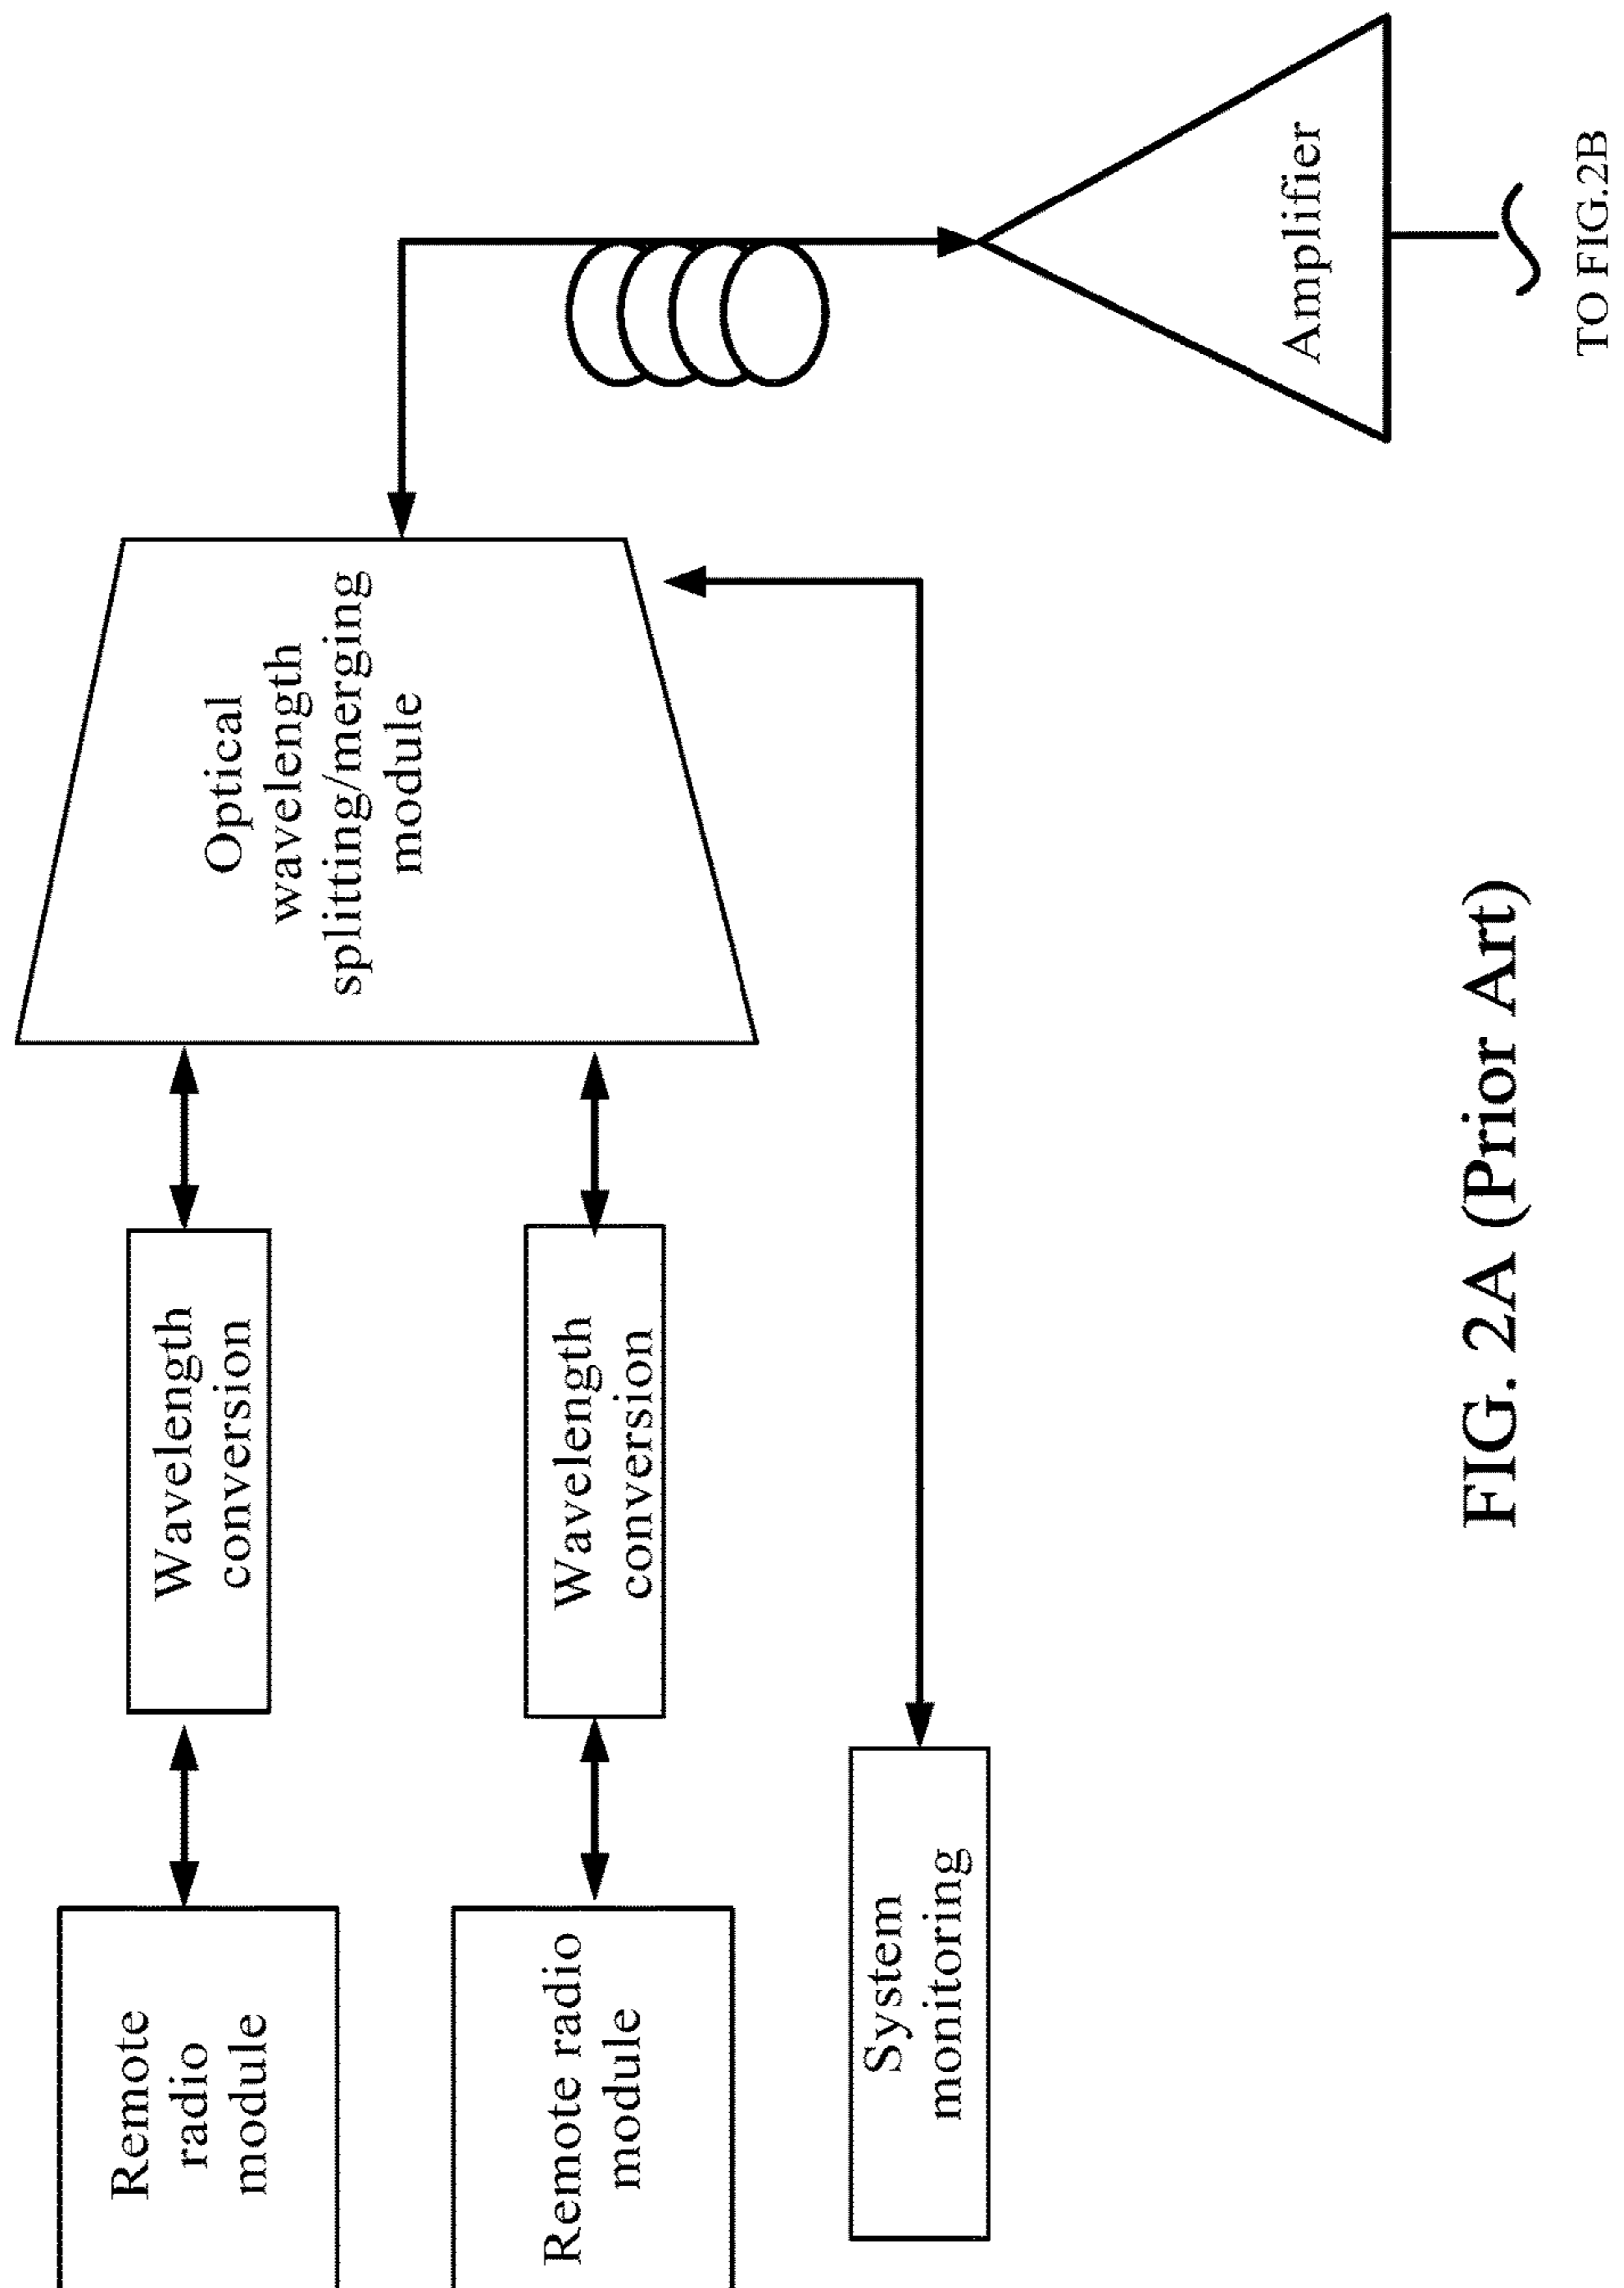 Remote
radio
module
Wavelength
conversion
Optical
wavelength
splitting/merging
module
Remote radio
module
Wavelength
conversion
System
monitoring
Amplifier
TO FIG.2B
FIG. 2A (Prior Art)